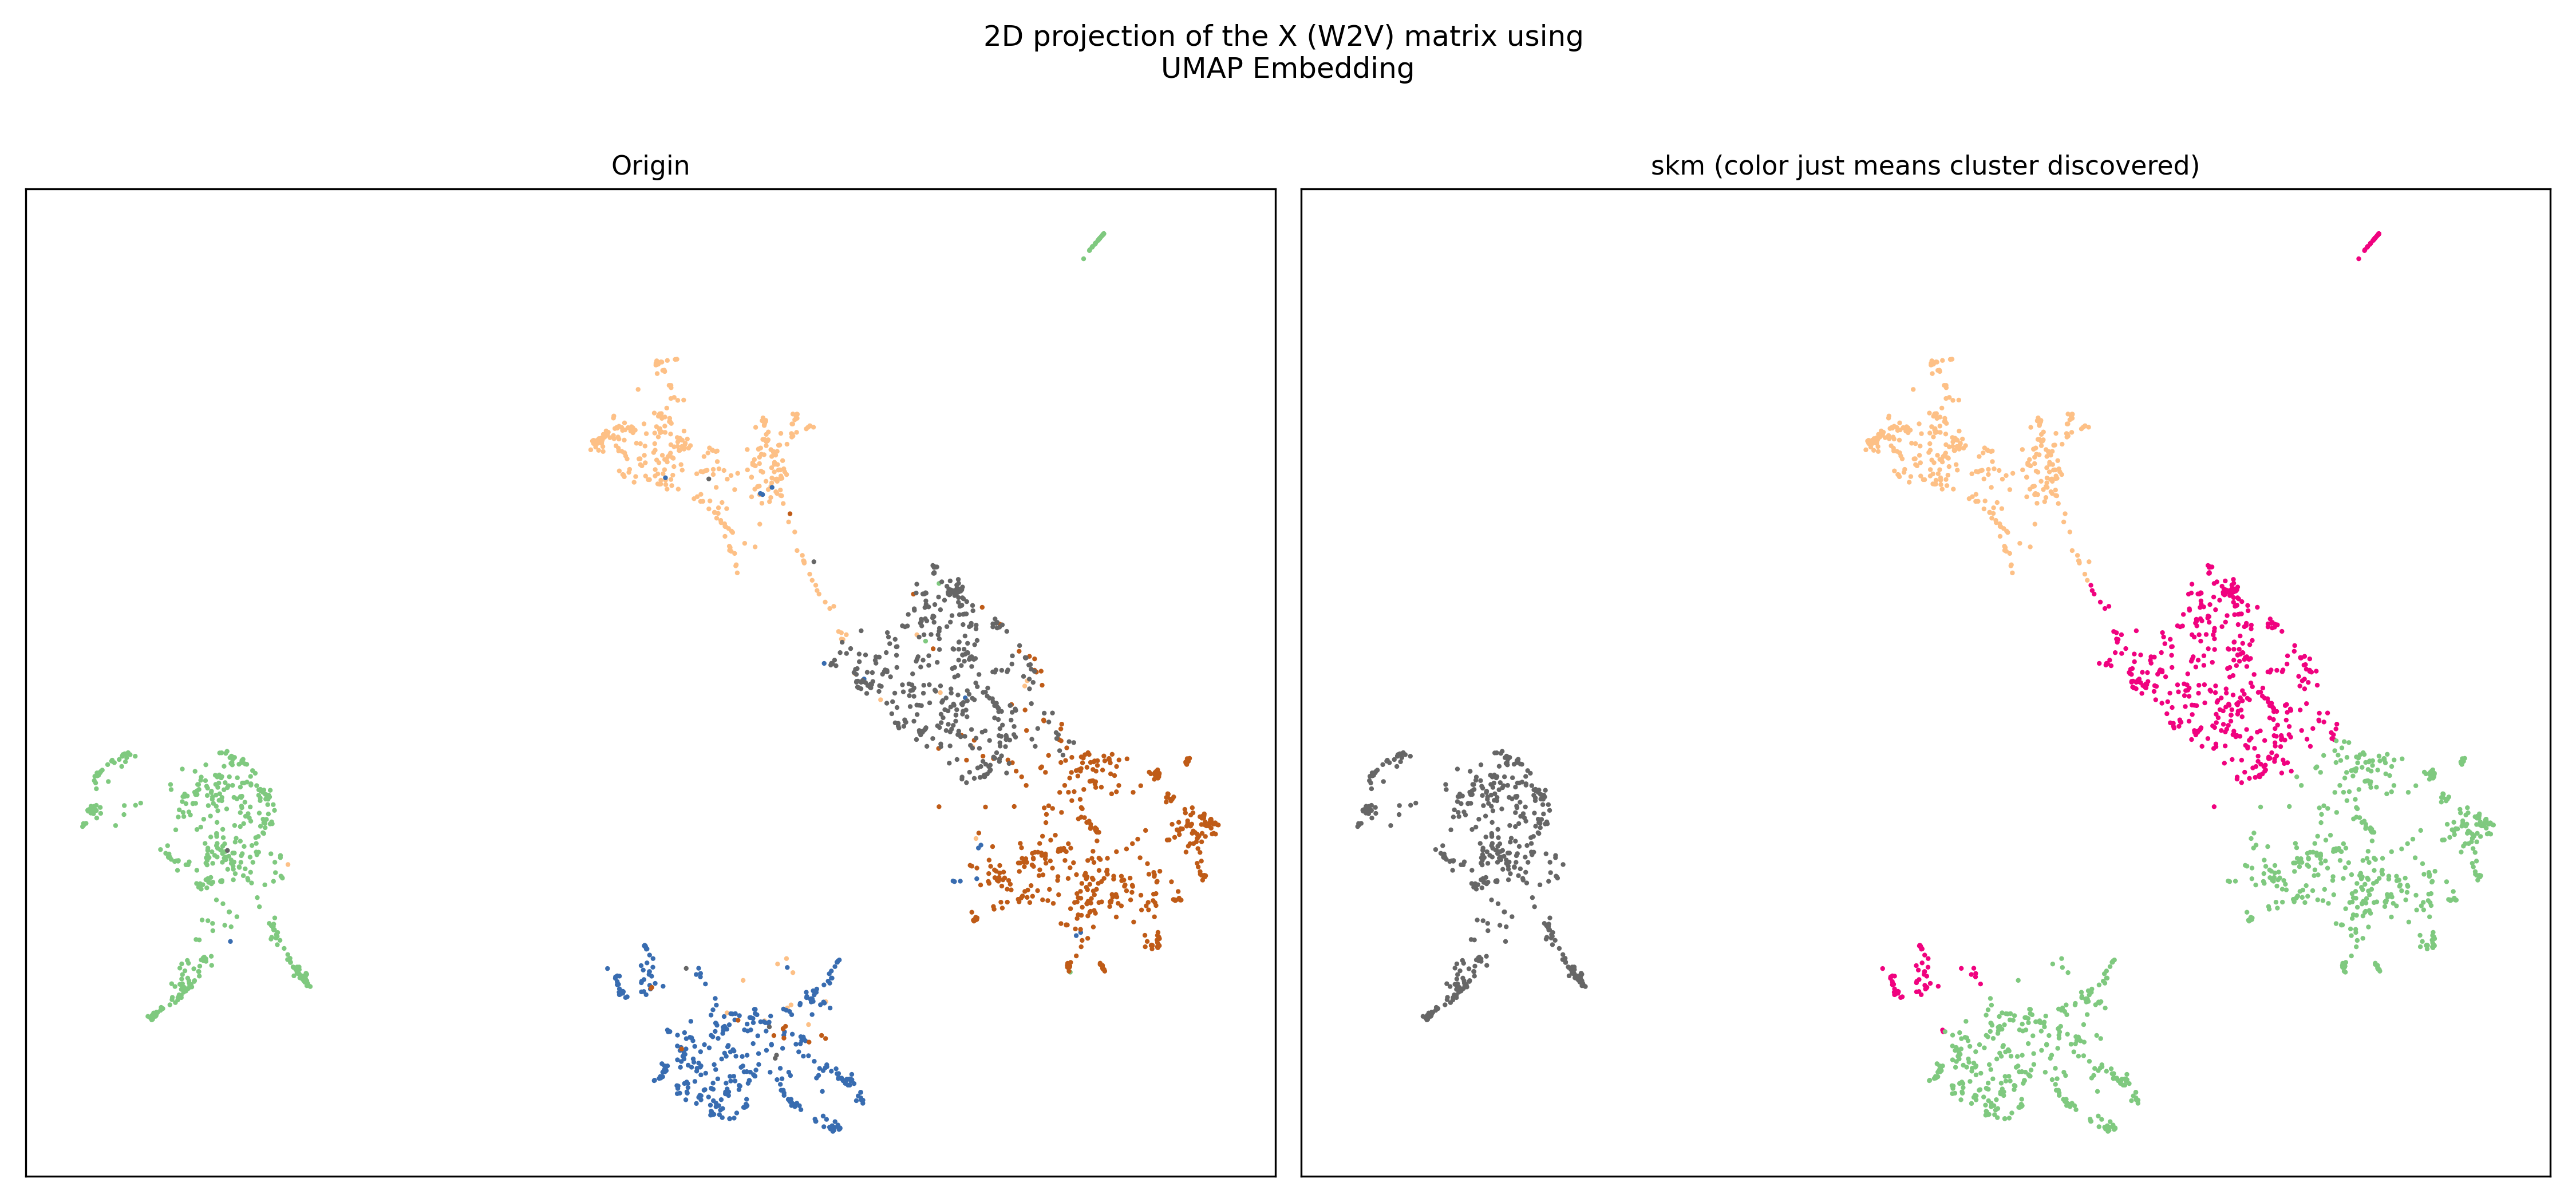 2D projection of the X (W2V) matrix using
UMAP Embedding
Origin
skm (color just means cluster discovered)